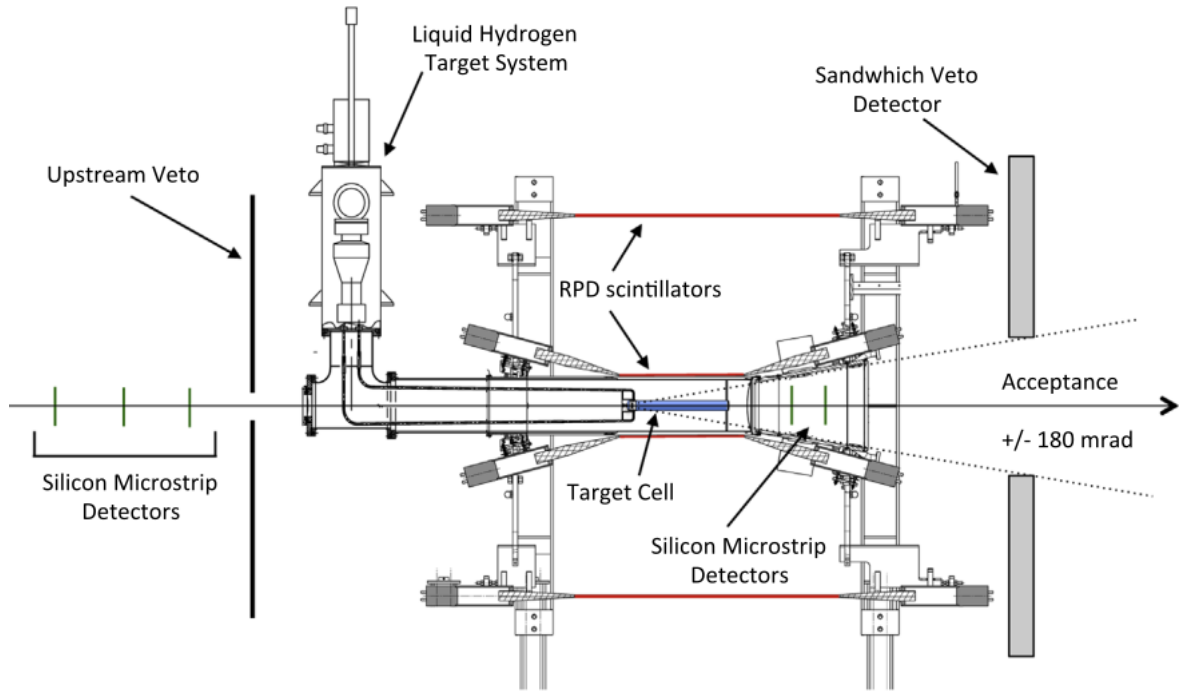 Liquid Hydrogen
Target System
Sandwhich Veto
Detector
Upstream Veto
RPD scintillators
Acceptance
+/- 180 mrad
Silicon Microstrip
Detectors
Target Cell
Silicon Microstrip
Detectors